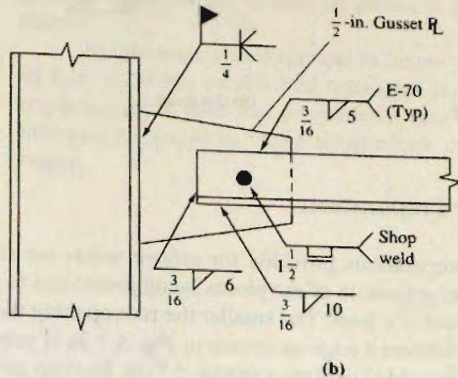 1/2-in. Gusset PL
1/4
E-70
(Typ)
3/16 5
Shop
weld
1 1/2
3/16 6
3/16 10
(b)